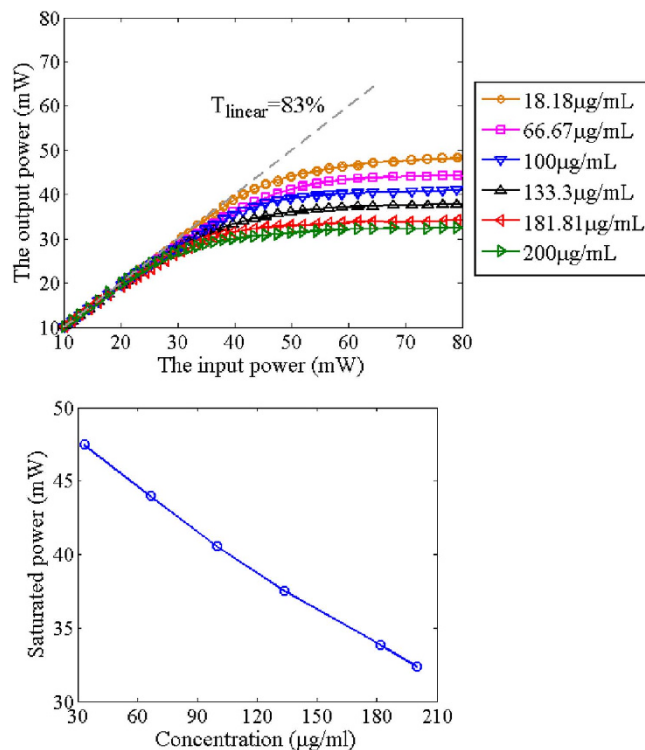 The output power (mW)
80
70
60
50
40
30
20
10
T_linear=83%
10
20
30
40
50
60
70
80
The input power (mW)
18.18μg/mL
66.67μg/mL
100μg/mL
133.3μg/mL
181.81μg/mL
200μg/mL
Saturated power (mW)
50
45
40
35
30
30
60
90
120
150
180
210
Concentration (μg/ml)